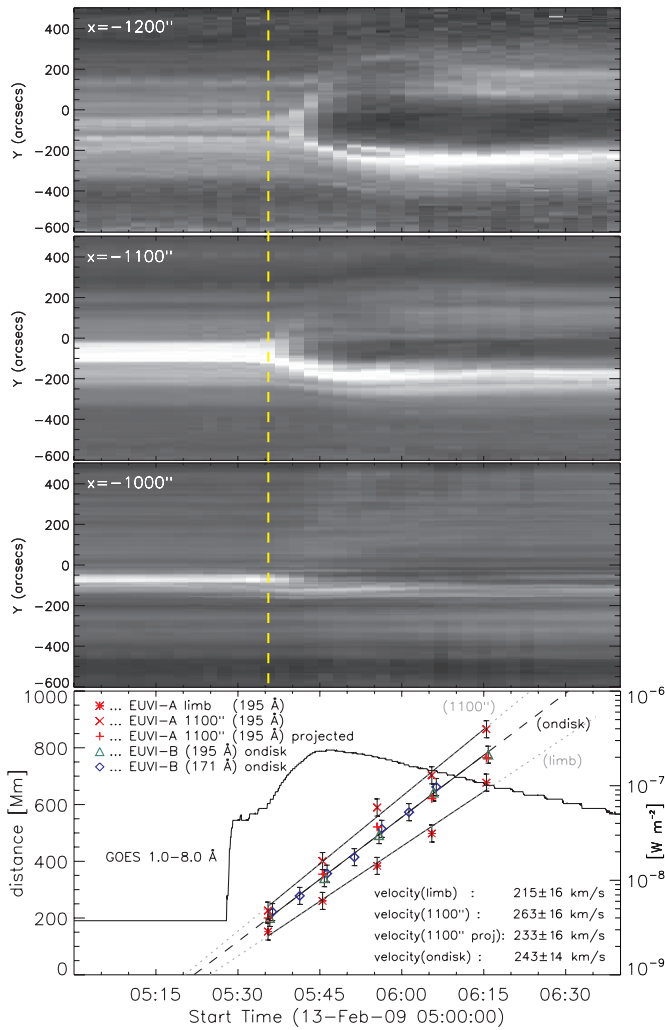 x=−1200"
400
200
0
−200
−400
−600
Y (arcsecs)
x=−1100"
400
200
0
−200
−400
−600
Y (arcsecs)
x=−1000"
400
200
0
−200
−400
−600
Y (arcsecs)
1000
800
600
400
200
0
distance [Mm]
... EUVI−A limb (195 Å)
... EUVI−A 1100" (195 Å)
... EUVI−A 1100" (195 Å) projected
... EUVI−B (195 Å) ondisk
... EUVI−B (171 Å) ondisk
(1100")
(ondisk)
(limb)
GOES 1.0−8.0 Å
velocity(limb) : 215±16 km/s
velocity(1100") : 263±16 km/s
velocity(1100" proj): 233±16 km/s
velocity(ondisk) : 243±14 km/s
10⁻⁶
10⁻⁷
10⁻⁸
10⁻⁹
[W m⁻²]
05:15 05:30 05:45 06:00 06:15 06:30
Start Time (13−Feb−09 05:00:00)